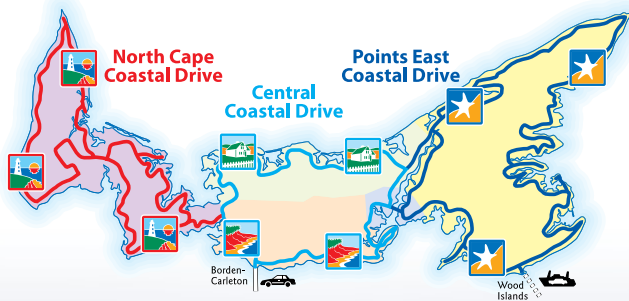 North Cape
Coastal Drive
Points East
Coastal Drive
Central
Coastal Drive
Borden-
Carleton
Wood
Islands